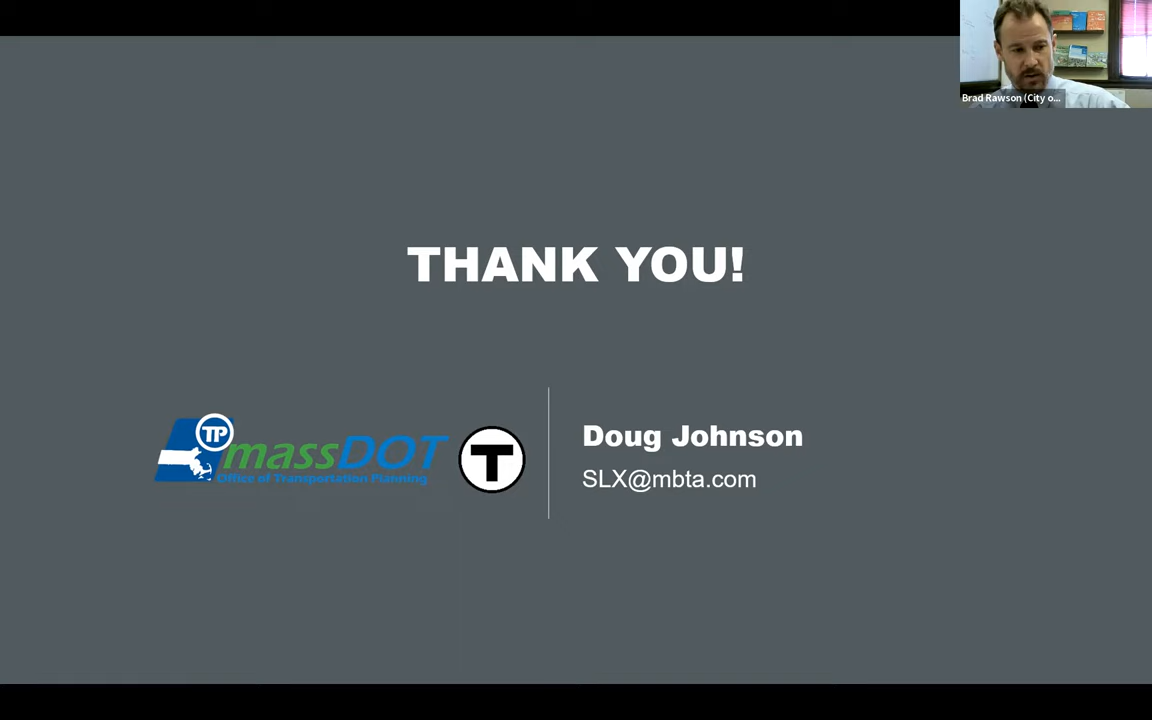 Brad Rawson (City o...
THANK YOU!
TP
massDOT
Office of Transportation Planning
T
Doug Johnson
SLX@mbta.com